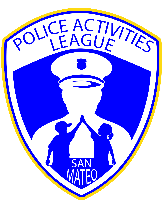 POLICE ACTIVITIES
LEAGUE
SAN
MATEO